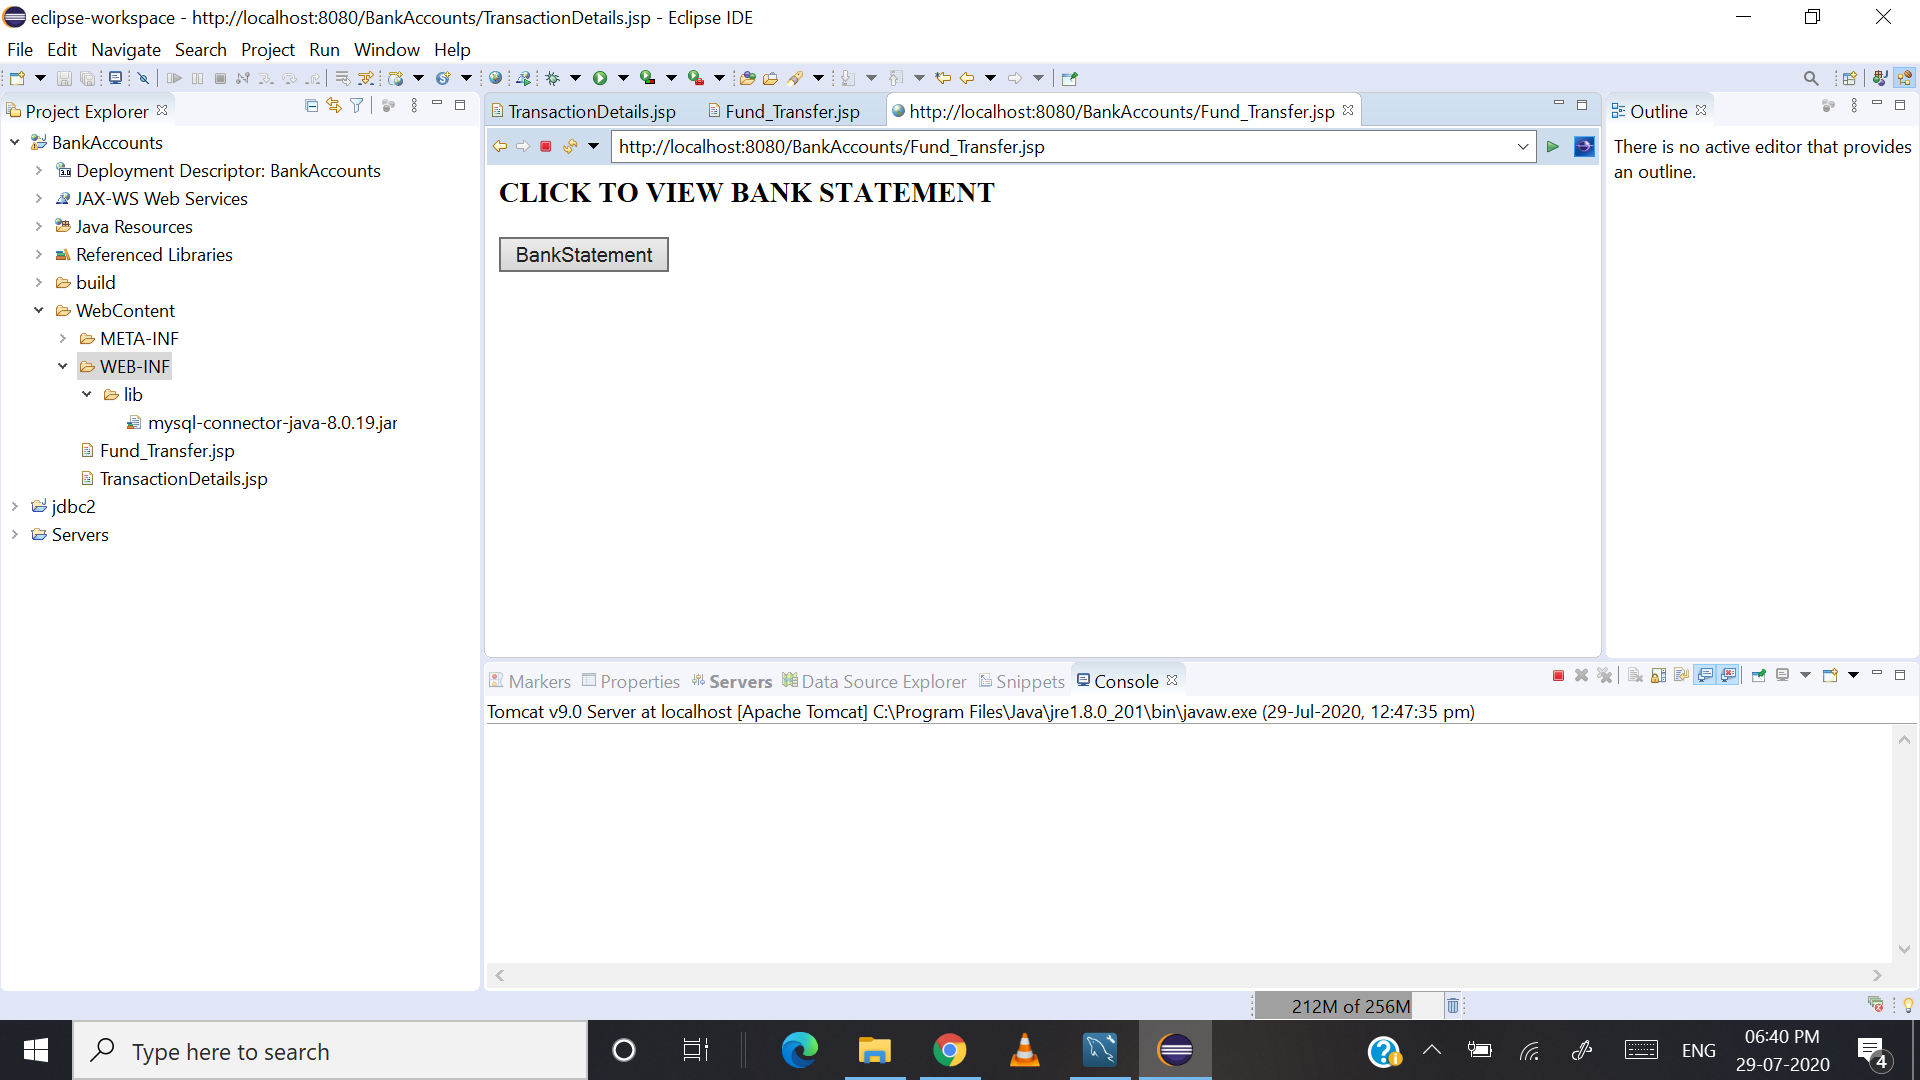 eclipse-workspace - http://localhost:8080/BankAccounts/TransactionDetails.jsp - Eclipse IDE
File Edit Navigate Search Project Run Window Help
Project Explorer
BankAccounts
Deployment Descriptor: BankAccounts
JAX-WS Web Services
Java Resources
Referenced Libraries
build
WebContent
META-INF
WEB-INF
lib
mysql-connector-java-8.0.19.jar
Fund_Transfer.jsp
TransactionDetails.jsp
jdbc2
Servers
TransactionDetails.jsp Fund_Transfer.jsp http://localhost:8080/BankAccounts/Fund_Transfer.jsp
http://localhost:8080/BankAccounts/Fund_Transfer.jsp
CLICK TO VIEW BANK STATEMENT
BankStatement
Outline
There is no active editor that provides
an outline.
Markers Properties Servers Data Source Explorer Snippets Console
Tomcat v9.0 Server at localhost [Apache Tomcat] C:\Program Files\Java\jre1.8.0_201\bin\javaw.exe (29-Jul-2020, 12:47:35 pm)
212M of 256M
Type here to search
ENG
06:40 PM
29-07-2020
4